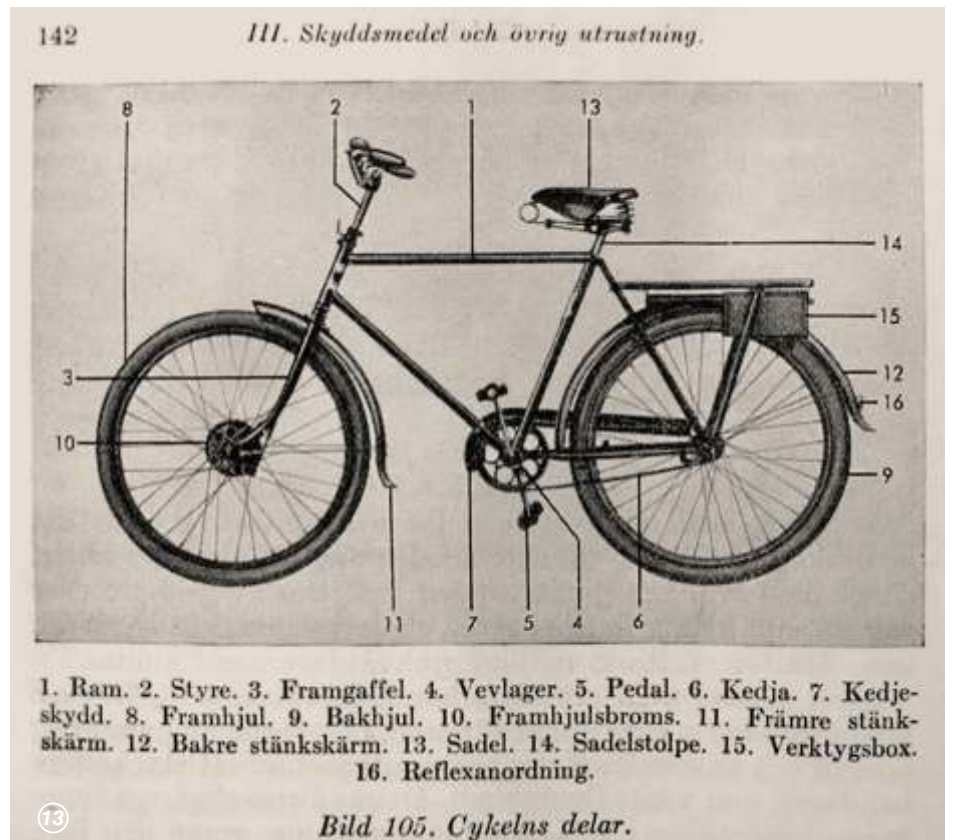 142 III. Skyddsmedel och övrig utrustning.
8 2 1 13
14
15
3 12
16
10
9
11 7 5 4 6
1. Ram. 2. Styre. 3. Framgaffel. 4. Vevlager. 5. Pedal. 6. Kedja. 7. Kedje-
skydd. 8. Framhjul. 9. Bakhjul. 10. Framhjulsbroms. 11. Främre stänk-
skärm. 12. Bakre stänkskärm. 13. Sadel. 14. Sadelstolpe. 15. Verktygsbox.
16. Reflexanordning.
13
Bild 105. Cykelns delar.